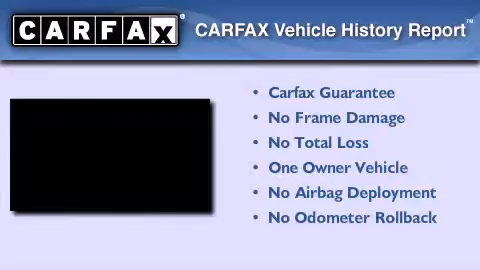 CARFAX® CARFAX Vehicle History Report™
• Carfax Guarantee
• No Frame Damage
• No Total Loss
• One Owner Vehicle
• No Airbag Deployment
• No Odometer Rollback